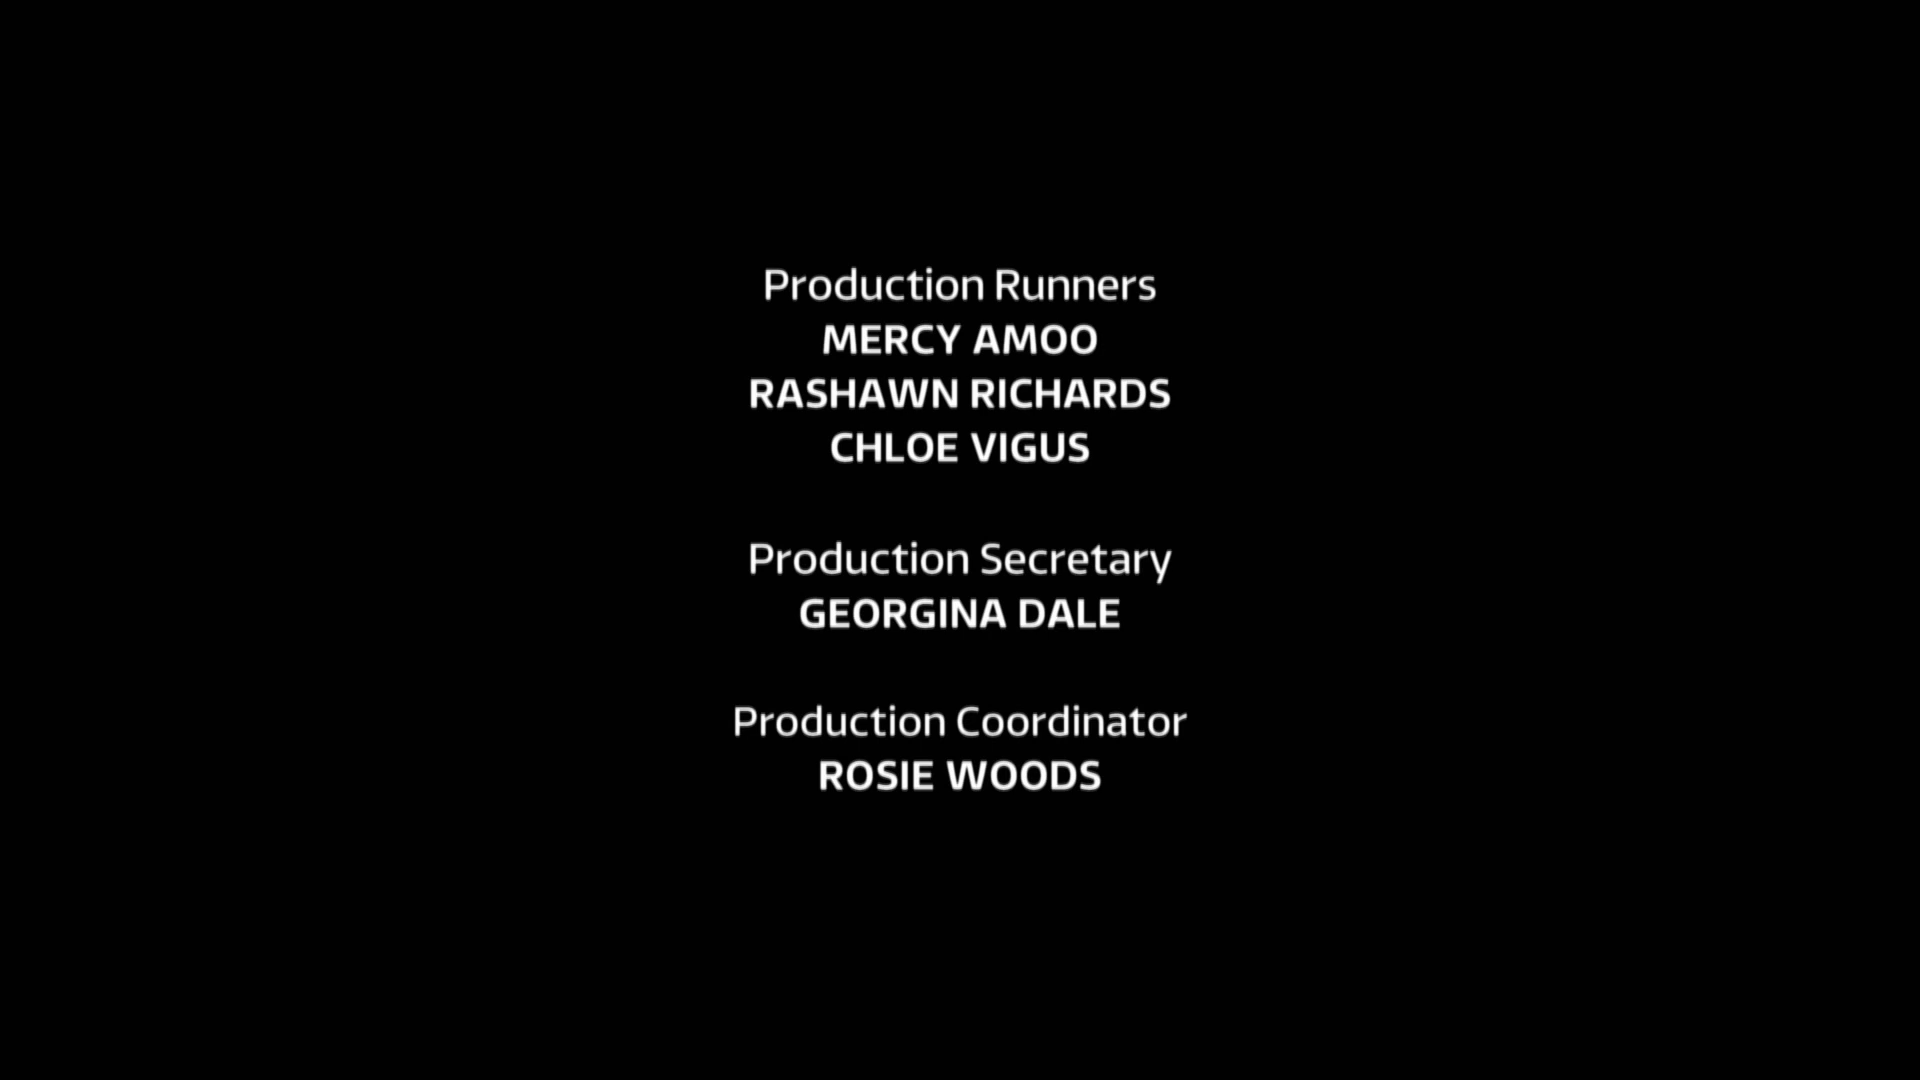 Production Runners
MERCY AMOO
RASHAWN RICHARDS
CHLOE VIGUS
Production Secretary
GEORGINA DALE
Production Coordinator
ROSIE WOODS